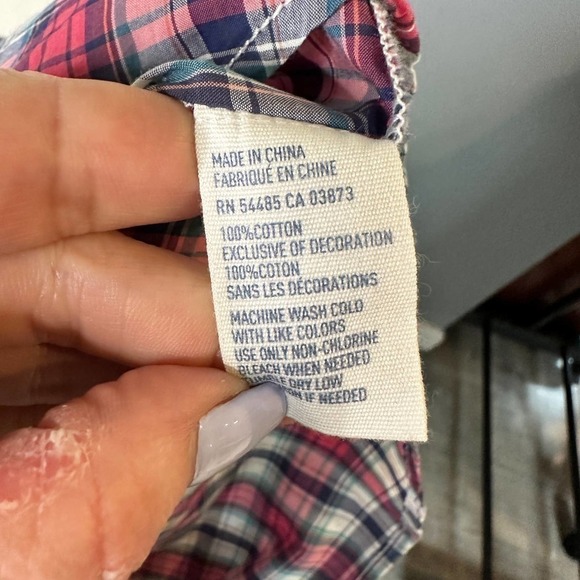 MADE IN CHINA
FABRIQUÉ EN CHINE
RN 54485 CA 03873
100%COTTON
EXCLUSIVE OF DECORATION
100%COTON
SANS LES DÉCORATIONS
MACHINE WASH COLD
WITH LIKE COLORS
USE ONLY NON-CHLORINE
BLEACH WHEN NEEDED
DRY LOW
IF NEEDED